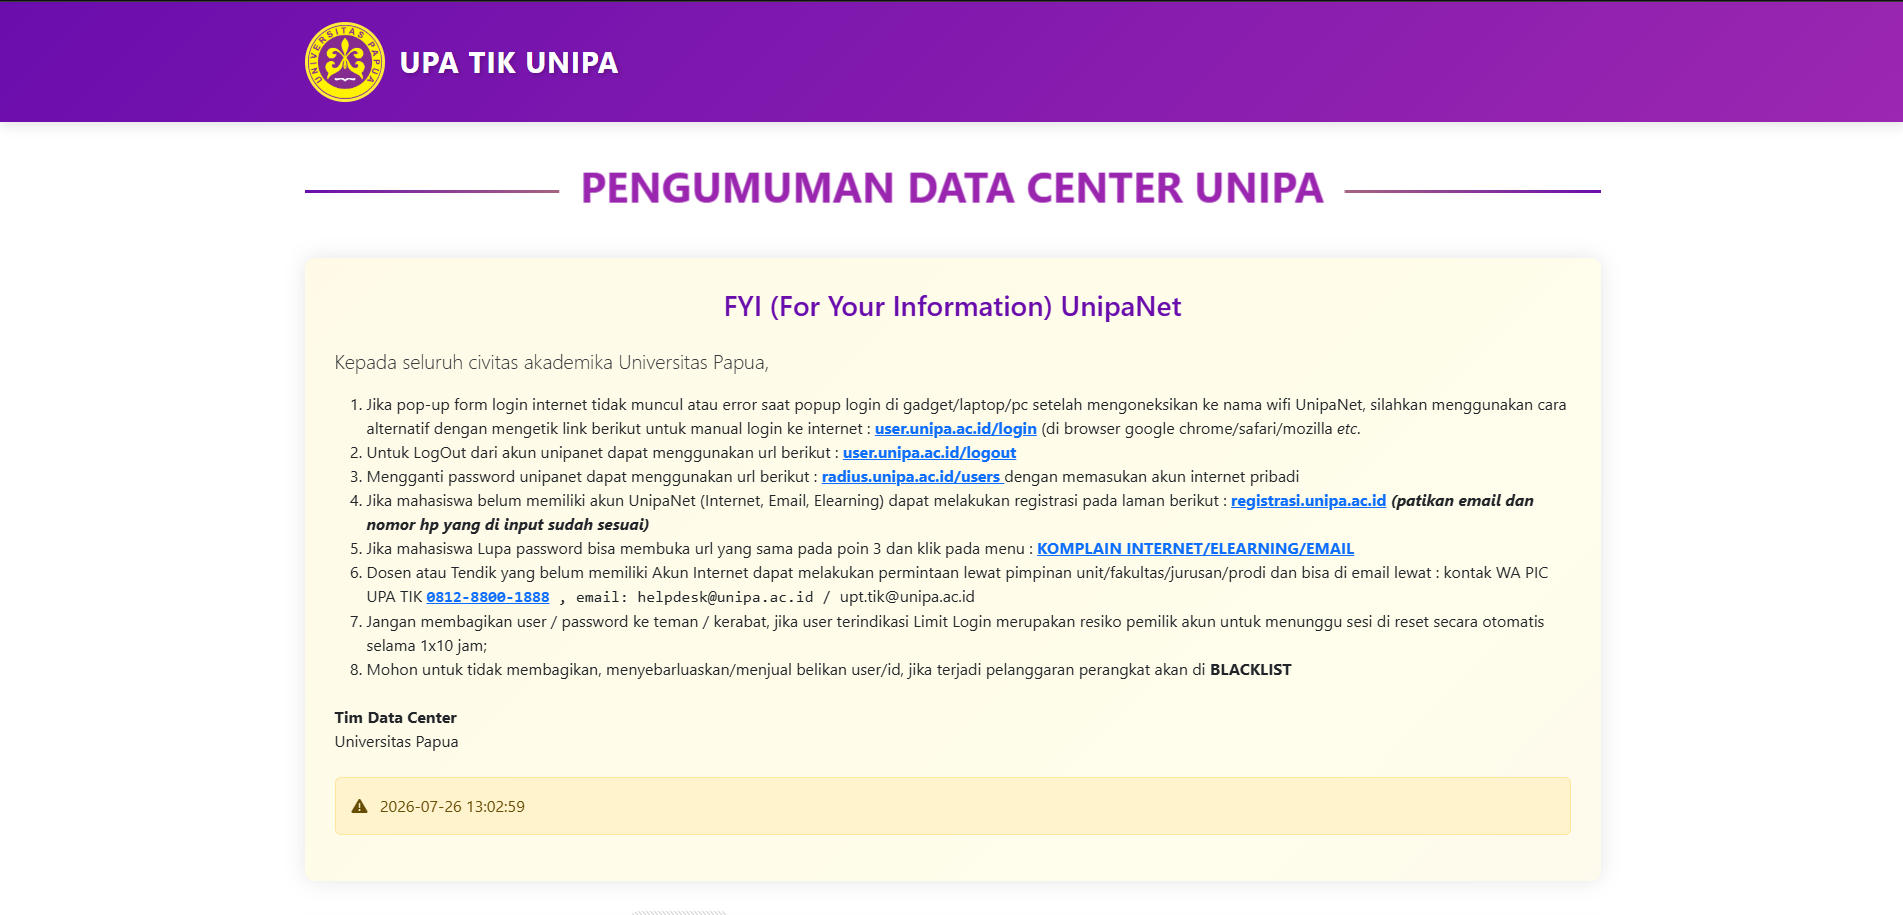 UNIVERSITAS PAPUA
UPA TIK UNIPA
PENGUMUMAN DATA CENTER UNIPA
FYI (For Your Information) UnipaNet
Kepada seluruh civitas akademika Universitas Papua,
1. Jika pop-up form login internet tidak muncul atau error saat popup login di gadget/laptop/pc setelah mengoneksikan ke nama wifi UnipaNet, silahkan menggunakan cara
alternatif dengan mengetik link berikut untuk manual login ke internet : user.unipa.ac.id/login (di browser google chrome/safari/mozilla etc.
2. Untuk LogOut dari akun unipanet dapat menggunakan url berikut : user.unipa.ac.id/logout
3. Mengganti password unipanet dapat menggunakan url berikut : radius.unipa.ac.id/users dengan memasukan akun internet pribadi
4. Jika mahasiswa belum memiliki akun UnipaNet (Internet, Email, Elearning) dapat melakukan registrasi pada laman berikut : registrasi.unipa.ac.id (patikan email dan
nomor hp yang di input sudah sesuai)
5. Jika mahasiswa Lupa password bisa membuka url yang sama pada poin 3 dan klik pada menu : KOMPLAIN INTERNET/ELEARNING/EMAIL
6. Dosen atau Tendik yang belum memiliki Akun Internet dapat melakukan permintaan lewat pimpinan unit/fakultas/jurusan/prodi dan bisa di email lewat : kontak WA PIC
UPA TIK 0812-8800-1888 , email: helpdesk@unipa.ac.id / upt.tik@unipa.ac.id
7. Jangan membagikan user / password ke teman / kerabat, jika user terindikasi Limit Login merupakan resiko pemilik akun untuk menunggu sesi di reset secara otomatis
selama 1x10 jam;
8. Mohon untuk tidak membagikan, menyebarluaskan/menjual belikan user/id, jika terjadi pelanggaran perangkat akan di BLACKLIST
Tim Data Center
Universitas Papua
2026-07-26 13:02:59